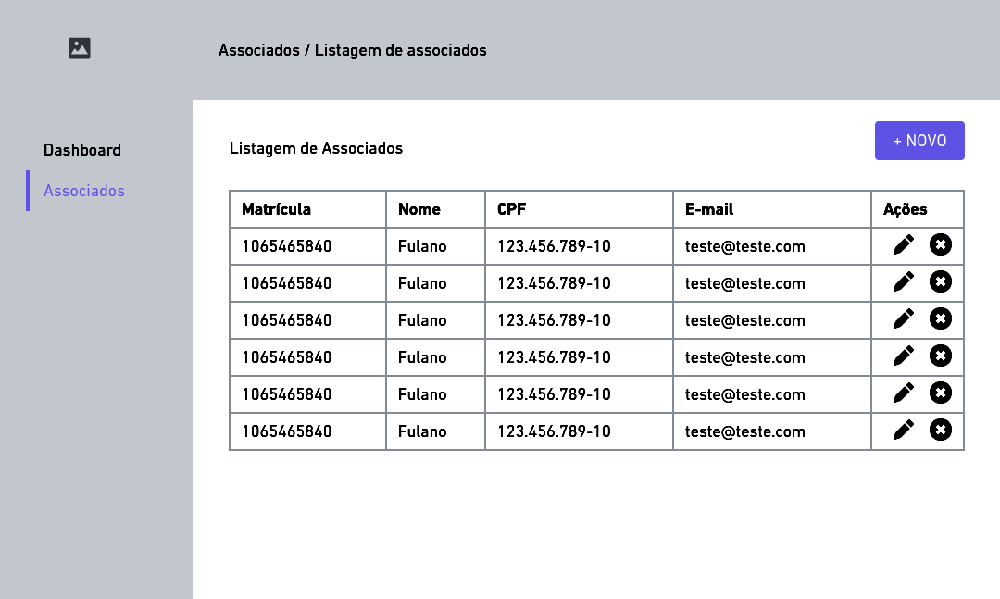 Associados / Listagem de associados
Dashboard
Associados
Listagem de Associados
+ NOVO
Matrícula Nome CPF E-mail Ações
1065465840 Fulano 123.456.789-10 teste@teste.com
1065465840 Fulano 123.456.789-10 teste@teste.com
1065465840 Fulano 123.456.789-10 teste@teste.com
1065465840 Fulano 123.456.789-10 teste@teste.com
1065465840 Fulano 123.456.789-10 teste@teste.com
1065465840 Fulano 123.456.789-10 teste@teste.com